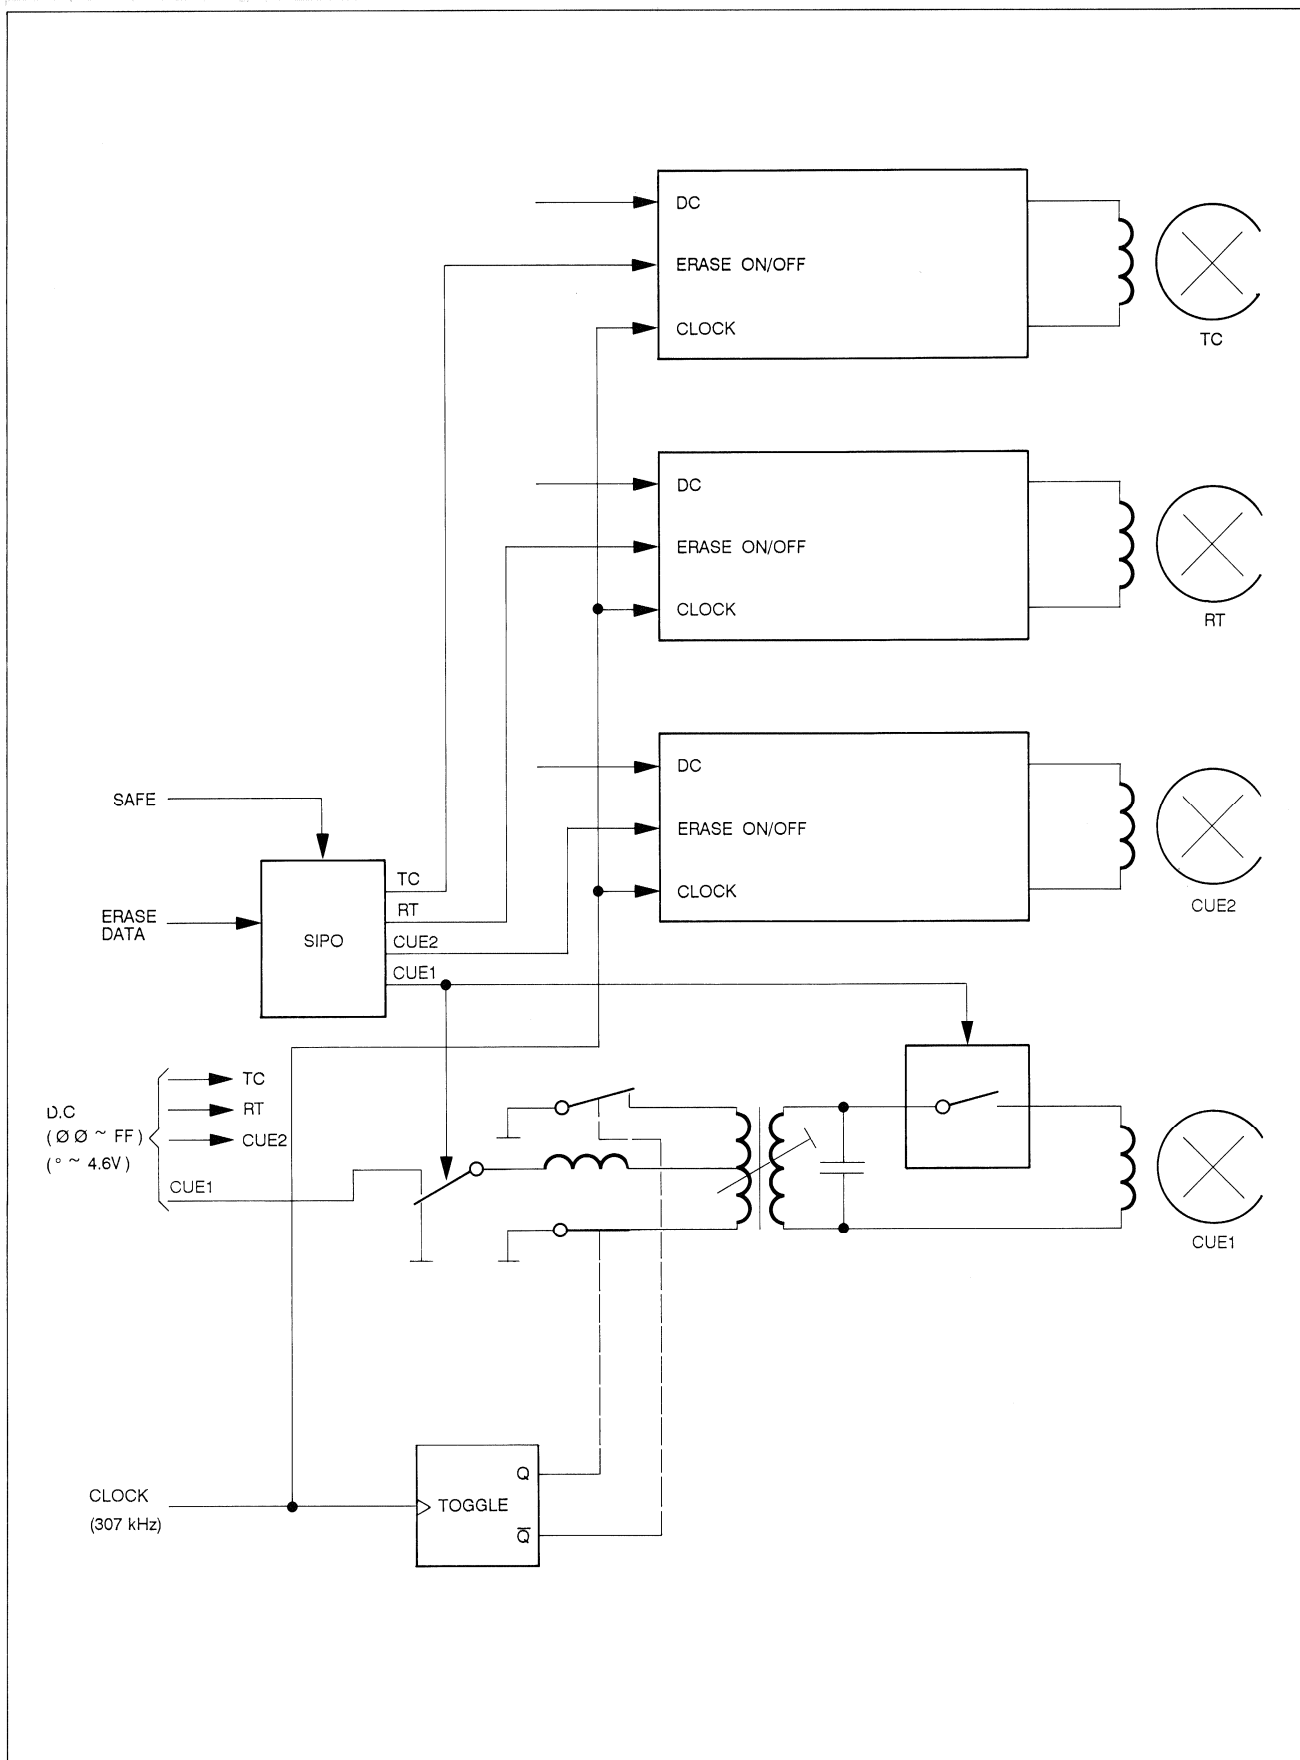 DC
ERASE ON/OFF
CLOCK
TC
DC
ERASE ON/OFF
CLOCK
RT
DC
ERASE ON/OFF
CLOCK
CUE2
SAFE
ERASE
DATA
SIPO
TC
RT
CUE2
CUE1
D.C
(ØØ ~ FF)
(° ~ 4.6V)
TC
RT
CUE2
CUE1
CUE1
CLOCK
(307 kHz)
TOGGLE
Q
Q̅